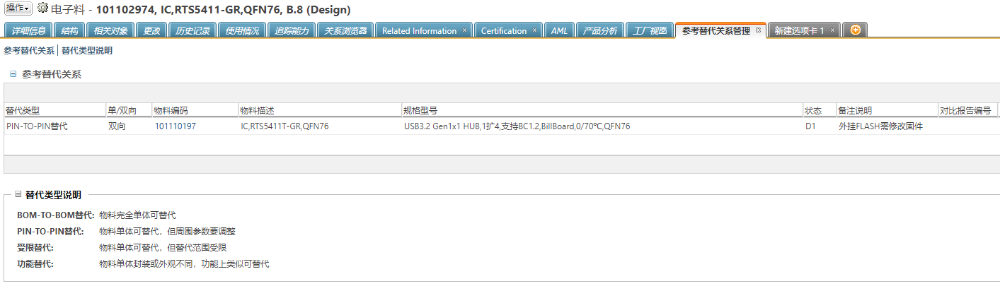 操作 电子料 - 101102974, IC,RTS5411-GR,QFN76, B.8 (Design)
详细信息 结构 相关对象 更改 历史记录 使用情况 追踪能力 关系浏览器 Related Information Certification AML 产品分析 工厂视图 参考替代关系管理 新建选项卡 1
参考替代关系 替代类型说明
参考替代关系
替代类型 单/双向 物料编码 物料描述 规格型号 状态 备注说明 对比报告编号
PIN-TO-PIN替代 双向 101110197 IC,RTS5411T-GR,QFN76 USB3.2 Gen1x1 HUB,1扩4,支持BC1.2,BillBoard,0/70℃,QFN76 D1 外挂FLASH需修改固件
替代类型说明
BOM-TO-BOM替代: 物料完全单体可替代
PIN-TO-PIN替代: 物料单体可替代，但周围参数要调整
受限替代: 物料单体可替代，但替代范围受限
功能替代: 物料单体封装或外观不同，功能上类似可替代